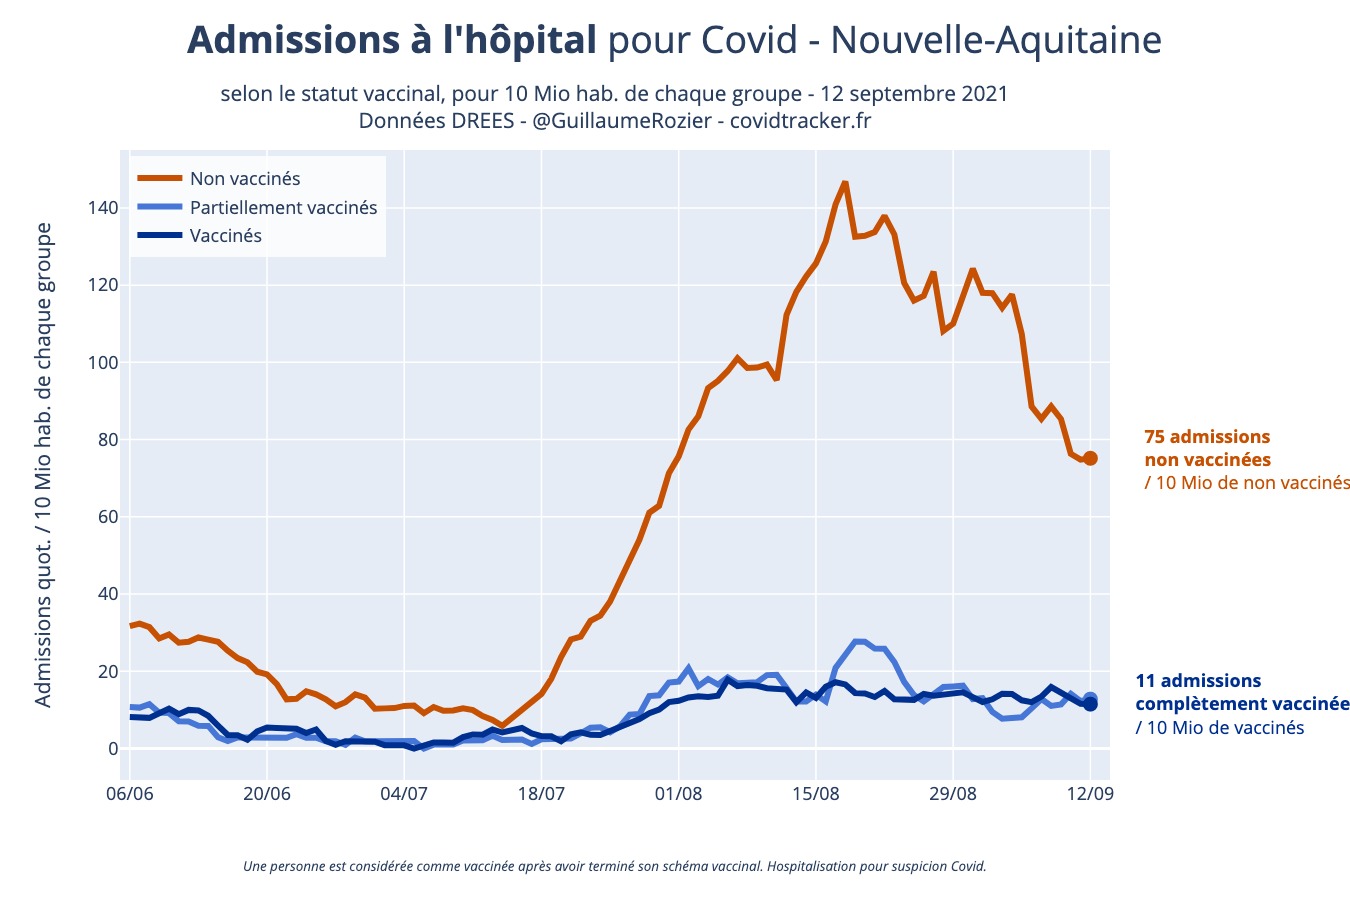 Admissions à l'hôpital pour Covid - Nouvelle-Aquitaine
selon le statut vaccinal, pour 10 Mio hab. de chaque groupe - 12 septembre 2021
Données DREES - @GuillaumeRozier - covidtracker.fr
Non vaccinés
Partiellement vaccinés
Vaccinés
Admissions quot. / 10 Mio hab. de chaque groupe
140
120
100
80
60
40
20
0
06/06
20/06
04/07
18/07
01/08
15/08
29/08
12/09
75 admissions
non vaccinées
/ 10 Mio de non vaccinés
11 admissions
complètement vaccinée
/ 10 Mio de vaccinés
Une personne est considérée comme vaccinée après avoir terminé son schéma vaccinal. Hospitalisation pour suspicion Covid.